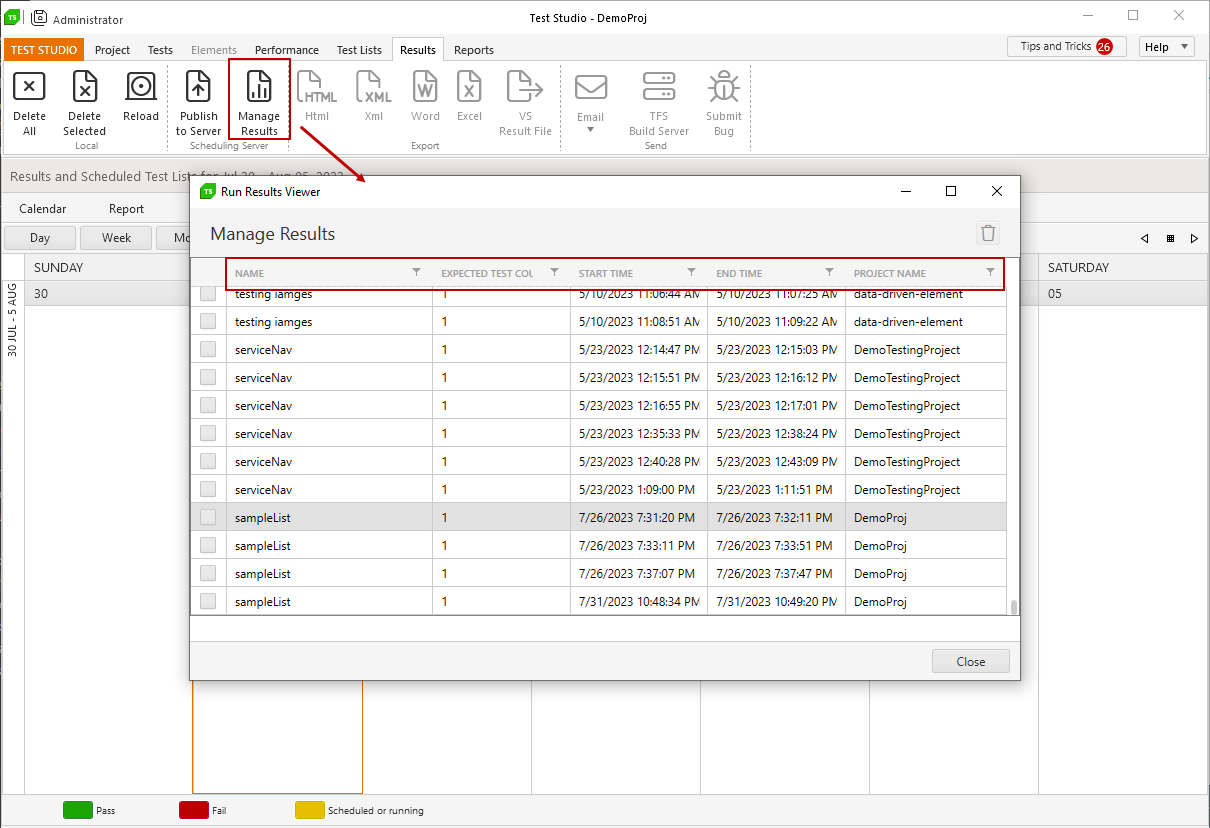 TS Administrator Test Studio - DemoProj
TEST STUDIO Project Tests Elements Performance Test Lists Results Reports Tips and Tricks 26 Help
HTML XML W X
Delete All
Delete Selected
Reload
Local
Publish to Server
Manage Results
Scheduling Server
Html
Xml
Word
Excel
VS Result File
Export
Email
TFS Build Server
Submit Bug
Send
Results and Scheduled Test Lists for Jul 30 - Aug 05, 2023
Calendar Report
Day Week Mo
SUNDAY SATURDAY
30 05
30 JUL - 5 AUG
TS Run Results Viewer
Manage Results
NAME EXPECTED TEST COU START TIME END TIME PROJECT NAME
testing iamges 1 5/10/2023 11:06:44 AM 5/10/2023 11:07:25 AM data-driven-element
testing iamges 1 5/10/2023 11:08:51 AM 5/10/2023 11:09:22 AM data-driven-element
serviceNav 1 5/23/2023 12:14:47 PM 5/23/2023 12:15:03 PM DemoTestingProject
serviceNav 1 5/23/2023 12:15:51 PM 5/23/2023 12:16:12 PM DemoTestingProject
serviceNav 1 5/23/2023 12:16:55 PM 5/23/2023 12:17:01 PM DemoTestingProject
serviceNav 1 5/23/2023 12:35:33 PM 5/23/2023 12:38:24 PM DemoTestingProject
serviceNav 1 5/23/2023 12:40:28 PM 5/23/2023 12:43:09 PM DemoTestingProject
serviceNav 1 5/23/2023 1:09:00 PM 5/23/2023 1:11:51 PM DemoTestingProject
sampleList 1 7/26/2023 7:31:20 PM 7/26/2023 7:32:11 PM DemoProj
sampleList 1 7/26/2023 7:33:11 PM 7/26/2023 7:33:51 PM DemoProj
sampleList 1 7/26/2023 7:37:07 PM 7/26/2023 7:37:47 PM DemoProj
sampleList 1 7/31/2023 10:48:34 PM 7/31/2023 10:49:20 PM DemoProj
Close
Pass Fail Scheduled or running